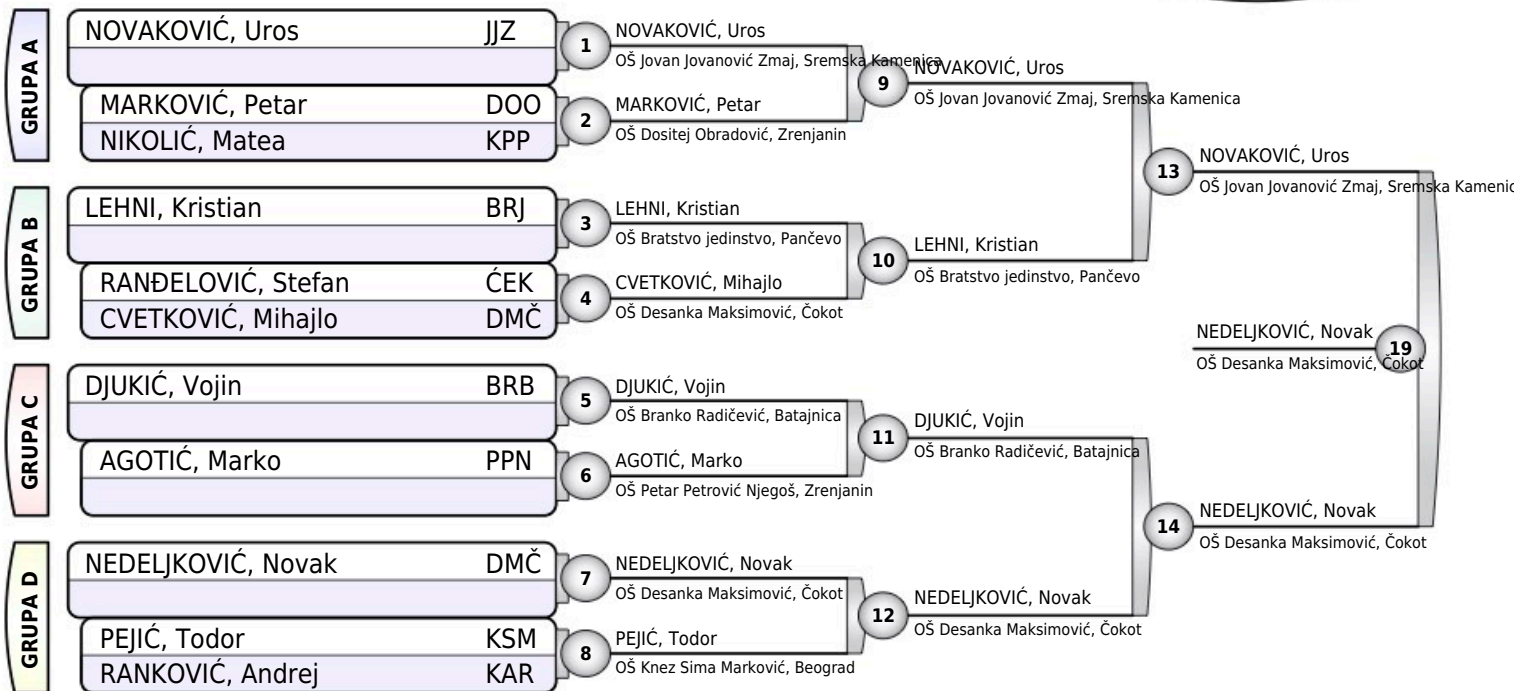 GRUPA A
NOVAKOVIĆ, Uros JJZ
MARKOVIĆ, Petar DOO
NIKOLIĆ, Matea KPP
GRUPA B
LEHNI, Kristian BRJ
RANĐELOVIĆ, Stefan ĆEK
CVETKOVIĆ, Mihajlo DMČ
GRUPA C
DJUKIĆ, Vojin BRB
AGOTIĆ, Marko PPN
GRUPA D
NEDELJKOVIĆ, Novak DMČ
PEJIĆ, Todor KSM
RANKOVIĆ, Andrej KAR
1
NOVAKOVIĆ, Uros
OŠ Jovan Jovanović Zmaj, Sremska Kamenica
2
MARKOVIĆ, Petar
OŠ Dositej Obradović, Zrenjanin
3
LEHNI, Kristian
OŠ Bratstvo jedinstvo, Pančevo
4
CVETKOVIĆ, Mihajlo
OŠ Desanka Maksimović, Čokot
5
DJUKIĆ, Vojin
OŠ Branko Radičević, Batajnica
6
AGOTIĆ, Marko
OŠ Petar Petrović Njegoš, Zrenjanin
7
NEDELJKOVIĆ, Novak
OŠ Desanka Maksimović, Čokot
8
PEJIĆ, Todor
OŠ Knez Sima Marković, Beograd
9
NOVAKOVIĆ, Uros
OŠ Jovan Jovanović Zmaj, Sremska Kamenica
10
LEHNI, Kristian
OŠ Bratstvo jedinstvo, Pančevo
11
DJUKIĆ, Vojin
OŠ Branko Radičević, Batajnica
12
NEDELJKOVIĆ, Novak
OŠ Desanka Maksimović, Čokot
13
NOVAKOVIĆ, Uros
OŠ Jovan Jovanović Zmaj, Sremska Kamenic
14
NEDELJKOVIĆ, Novak
OŠ Desanka Maksimović, Čokot
NEDELJKOVIĆ, Novak
19
OŠ Desanka Maksimović, Čokot